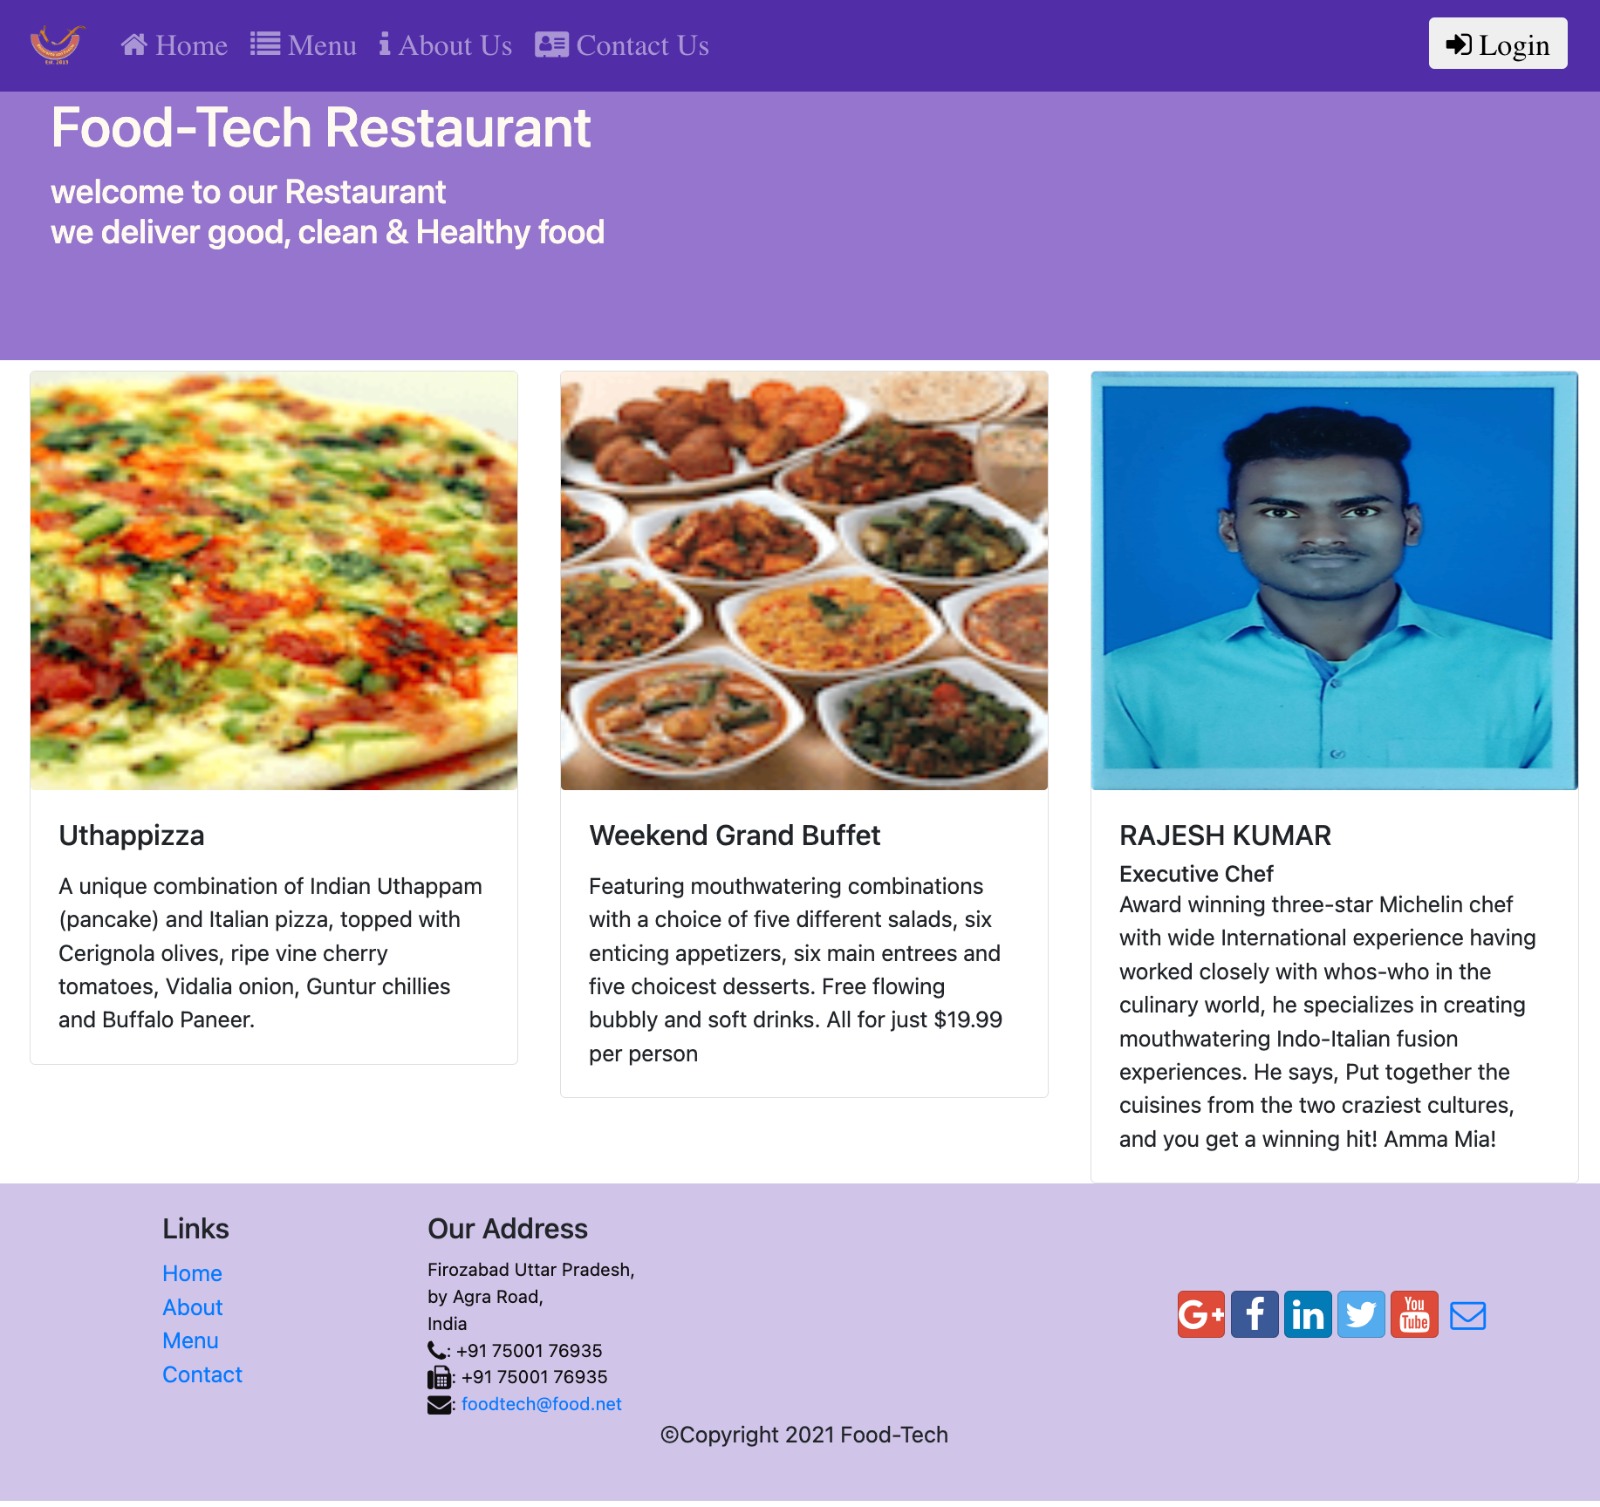 Est. 2013
Home
Menu
About Us
Contact Us
Login
Food-Tech Restaurant
welcome to our Restaurant
we deliver good, clean & Healthy food
Uthappizza
A unique combination of Indian Uthappam
(pancake) and Italian pizza, topped with
Cerignola olives, ripe vine cherry
tomatoes, Vidalia onion, Guntur chillies
and Buffalo Paneer.
Weekend Grand Buffet
Featuring mouthwatering combinations
with a choice of five different salads, six
enticing appetizers, six main entrees and
five choicest desserts. Free flowing
bubbly and soft drinks. All for just $19.99
per person
RAJESH KUMAR
Executive Chef
Award winning three-star Michelin chef
with wide International experience having
worked closely with whos-who in the
culinary world, he specializes in creating
mouthwatering Indo-Italian fusion
experiences. He says, Put together the
cuisines from the two craziest cultures,
and you get a winning hit! Amma Mia!
Links
Home
About
Menu
Contact
Our Address
Firozabad Uttar Pradesh,
by Agra Road,
India
: +91 75001 76935
: +91 75001 76935
: foodtech@food.net
G+ f in You Tube
©Copyright 2021 Food-Tech